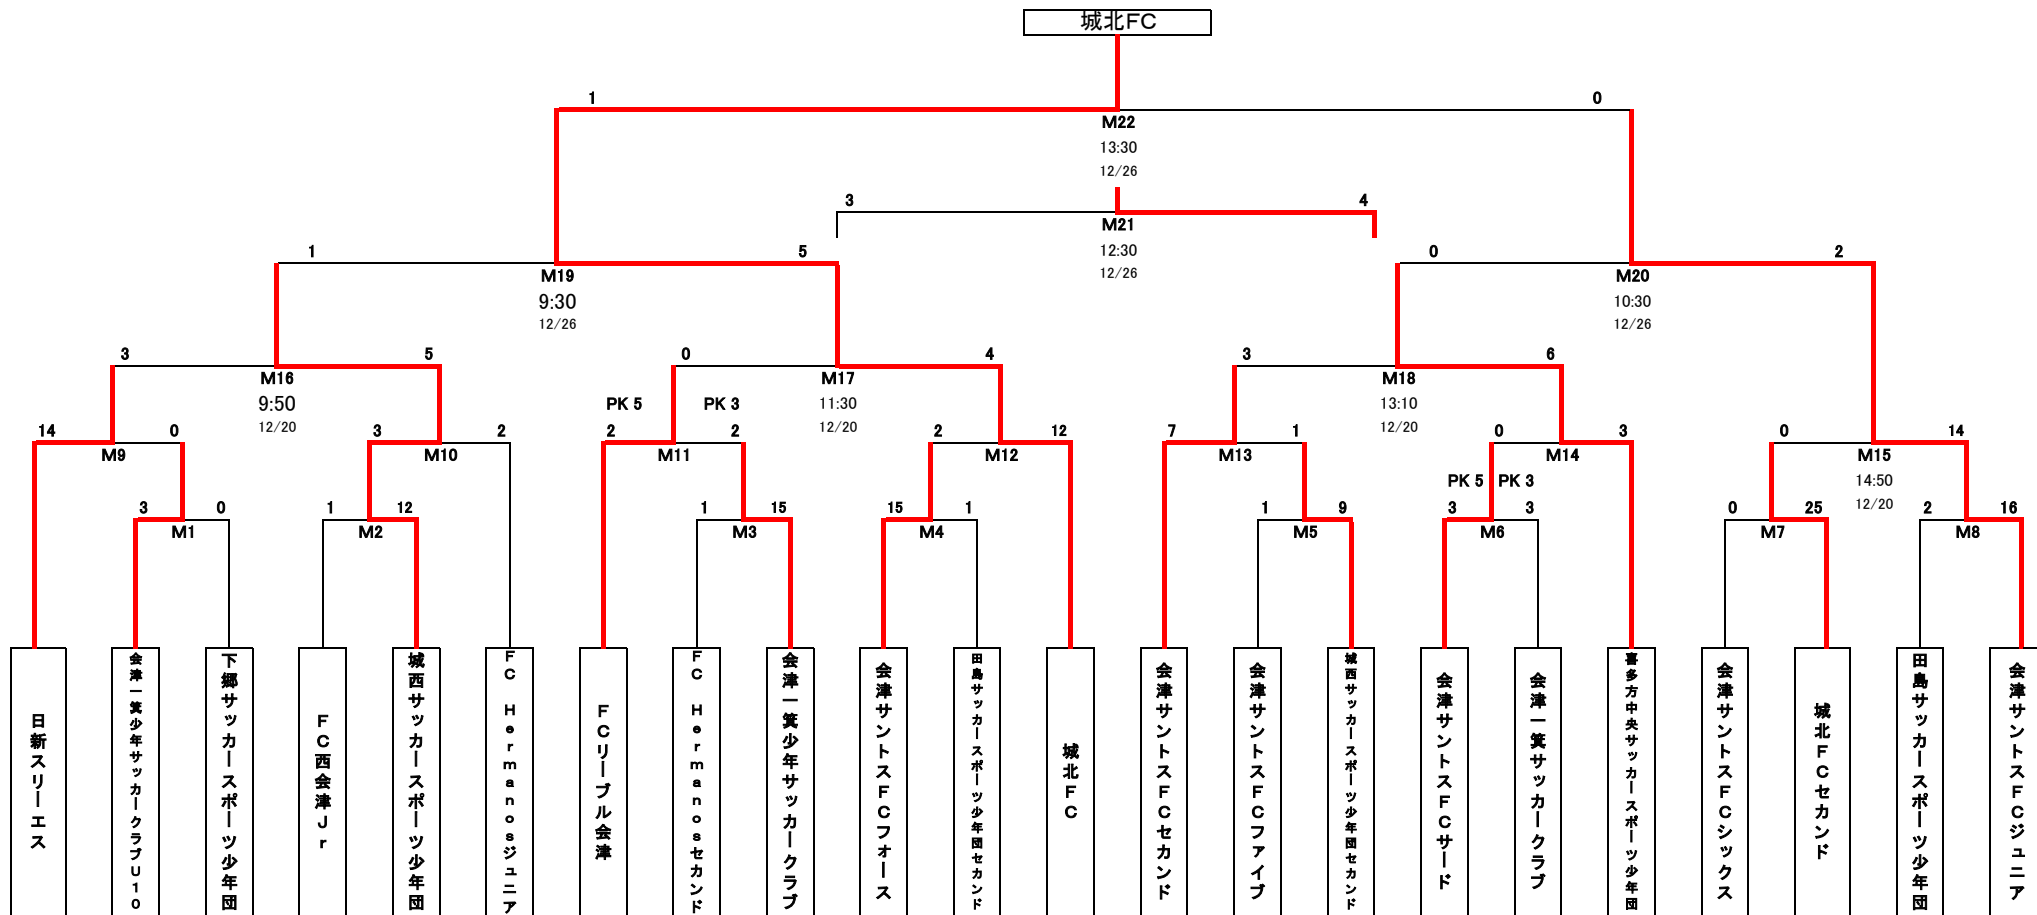 城北FC
1 0
M22
13:30
12/26
3 4
M21
12:30
12/26
1 5
M19
9:30
12/26
0 2
M20
10:30
12/26
3 5
M16
9:50
12/20
0 4
M17
11:30
12/20
3 6
M18
13:10
12/20
PK 5 PK 3
14 0
M9
3 2
M10
2 2
M11
2 12
M12
7 1
M13
0 3
M14
0 14
M15
14:50
12/20
PK 5 PK 3
3 0
M1
1 12
M2
1 15
M3
15 1
M4
1 9
M5
3 3
M6
0 25
M7
2 16
M8
日新スリーエス
会津一箕少年サッカークラブU10
下郷サッカースポーツ少年団
FC西会津Jr
城西サッカースポーツ少年団
FC Hermanosジュニア
FCリーブル会津
FC Hermanosセカンド
会津一箕少年サッカークラブ
会津サントスFCフォース
田島サッカースポーツ少年団セカンド
城北FC
会津サントスFCセカンド
会津サントスFCファイブ
城西サッカースポーツ少年団セカンド
会津サントスFCサード
会津一箕サッカークラブ
喜多方中央サッカースポーツ少年団
会津サントスFCシックス
城北FCセカンド
田島サッカースポーツ少年団
会津サントスFCジュニア